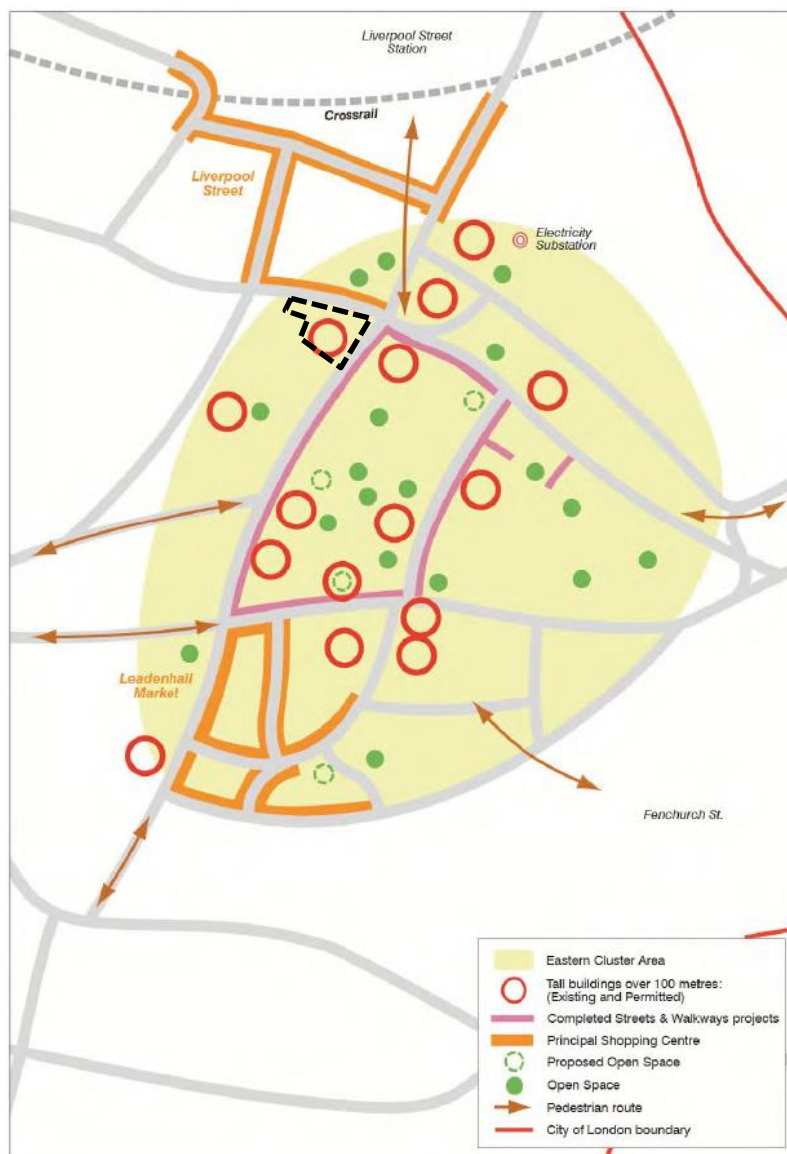 Liverpool Street
Station
Crossrail
Liverpool
Street
Electricity
Substation
Leadenhall
Market
Fenchurch St.
Eastern Cluster Area
Tall buildings over 100 metres:
(Existing and Permitted)
Completed Streets & Walkways projects
Principal Shopping Centre
Proposed Open Space
Open Space
Pedestrian route
City of London boundary